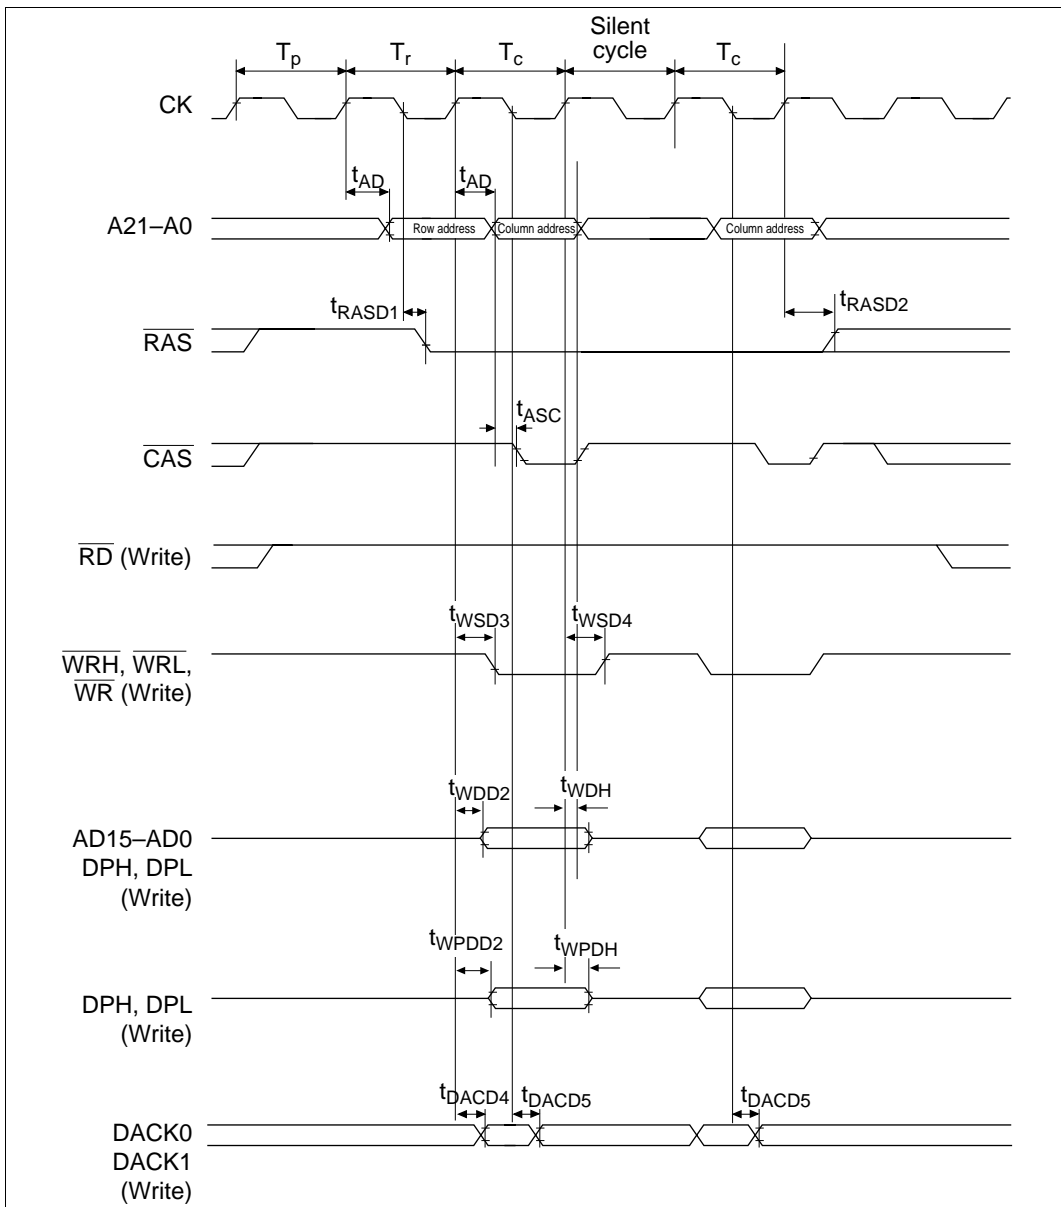 Silent
cycle
Tp Tr Tc Tc
CK
tAD tAD
A21–A0
Row address Column address Column address
tRASD1 tRASD2
RAS
tASC
CAS
RD (Write)
tWSD3 tWSD4
WRH, WRL,
WR (Write)
tWDD2 tWDH
AD15–AD0
DPH, DPL
(Write)
tWPDD2 tWPDH
DPH, DPL
(Write)
tDACD4 tDACD5 tDACD5
DACK0
DACK1
(Write)